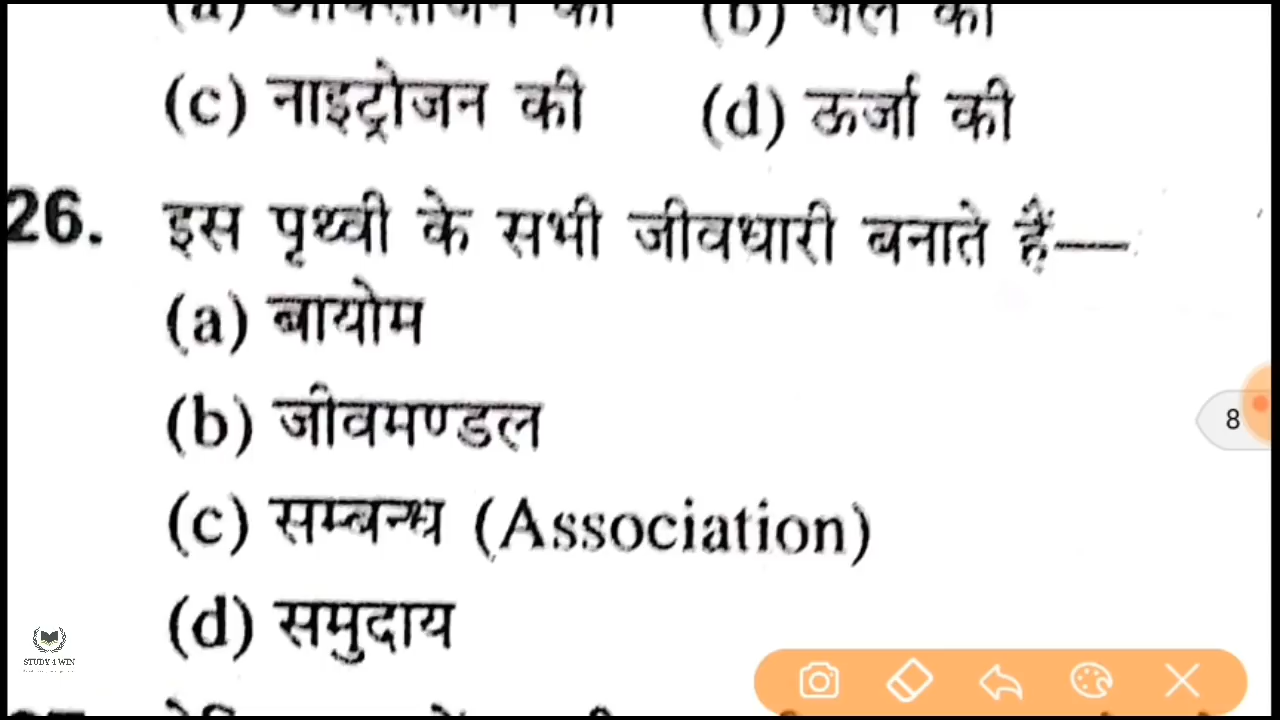 (c) नाइट्रोजन की (d) ऊर्जा की
26. इस पृथ्वी के सभी जीवधारी बनाते हैं—
(a) बायोम
(b) जीवमण्डल
8
(c) सम्बन्ध (Association)
(d) समुदाय
STUDY 4 WIN